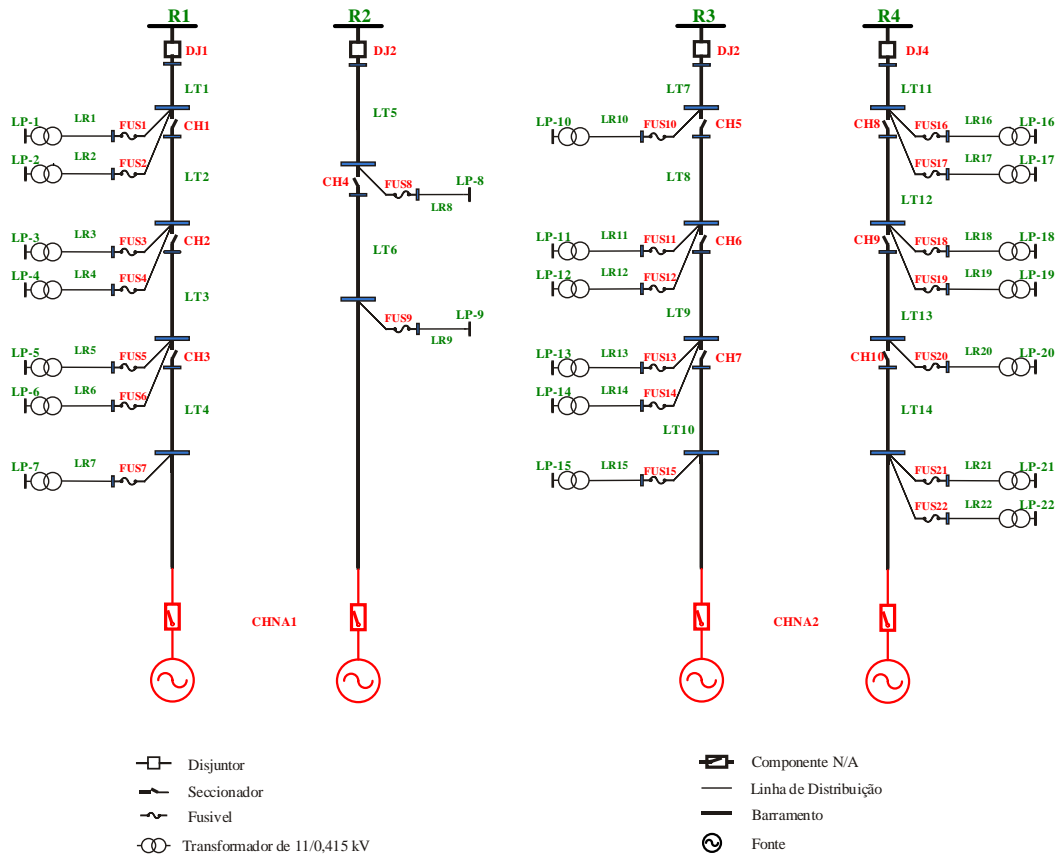 R1
R2
R3
R4
DJ1
DJ2
DJ2
DJ4
LT1
LT5
LT7
LT11
LP-1
LR1
FUS1
CH1
LP-2
LR2
FUS2
LT2
LP-3
LR3
FUS3
CH2
LP-4
LR4
FUS4
LT3
LP-5
LR5
FUS5
CH3
LP-6
LR6
FUS6
LT4
LP-7
LR7
FUS7
CH4
FUS8
LP-8
LR8
LT6
FUS9
LP-9
LR9
LP-10
LR10
FUS10
CH5
LT8
LP-11
LR11
FUS11
CH6
LP-12
LR12
FUS12
LT9
LP-13
LR13
FUS13
CH7
LP-14
LR14
FUS14
LT10
LP-15
LR15
FUS15
CH8
FUS16
LR16
LP-16
FUS17
LR17
LP-17
LT12
CH9
FUS18
LR18
LP-18
FUS19
LR19
LP-19
LT13
CH10
FUS20
LR20
LP-20
LT14
FUS21
LR21
LP-21
FUS22
LR22
LP-22
CHNA1
CHNA2
Disjuntor
Seccionador
Fusivel
Transformador de 11/0,415 kV
Componente N/A
Linha de Distribuição
Barramento
Fonte